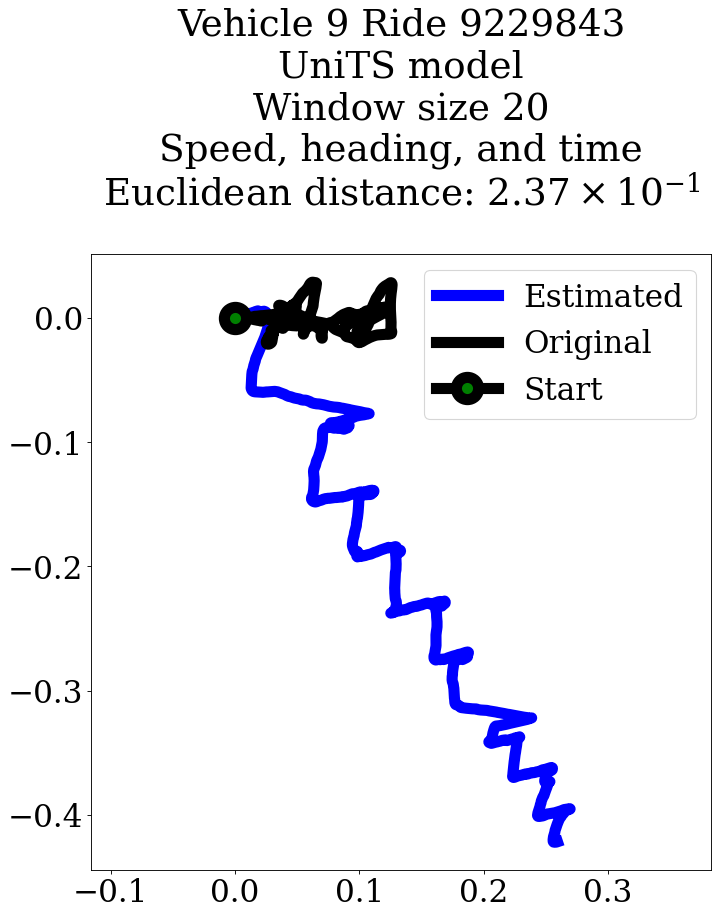 Vehicle 9 Ride 9229843
UniTS model
Window size 20
Speed, heading, and time
Euclidean distance: 2.37 × 10⁻¹
Estimated
Original
Start
0.0
−0.1
−0.2
−0.3
−0.4
−0.1 0.0 0.1 0.2 0.3